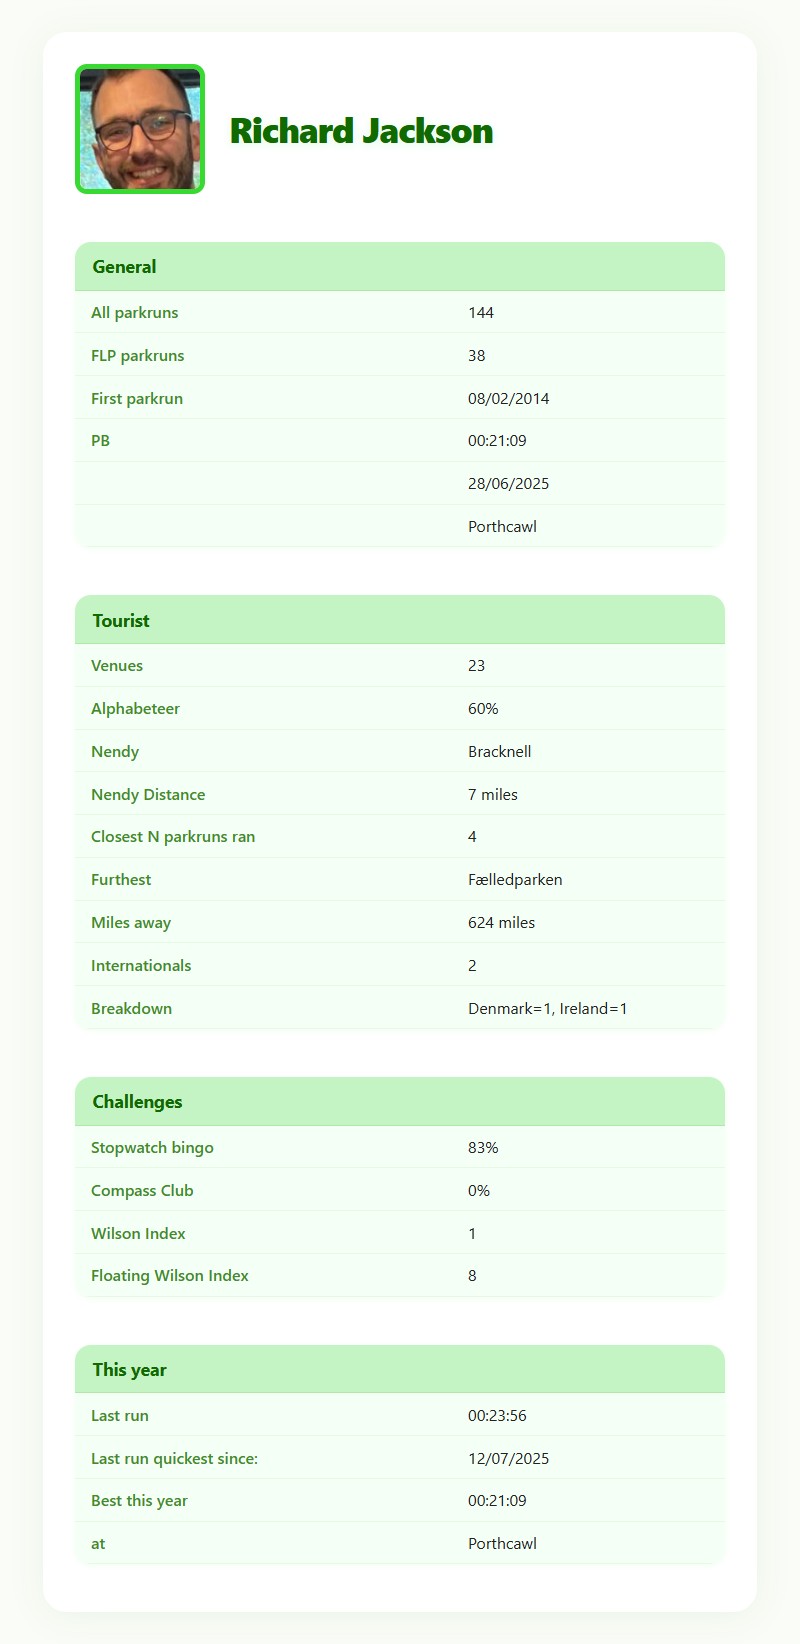 Richard Jackson
General
All parkruns 144
FLP parkruns 38
First parkrun 08/02/2014
PB 00:21:09
28/06/2025
Porthcawl
Tourist
Venues 23
Alphabeteer 60%
Nendy Bracknell
Nendy Distance 7 miles
Closest N parkruns ran 4
Furthest Fælledparken
Miles away 624 miles
Internationals 2
Breakdown Denmark=1, Ireland=1
Challenges
Stopwatch bingo 83%
Compass Club 0%
Wilson Index 1
Floating Wilson Index 8
This year
Last run 00:23:56
Last run quickest since: 12/07/2025
Best this year 00:21:09
at Porthcawl